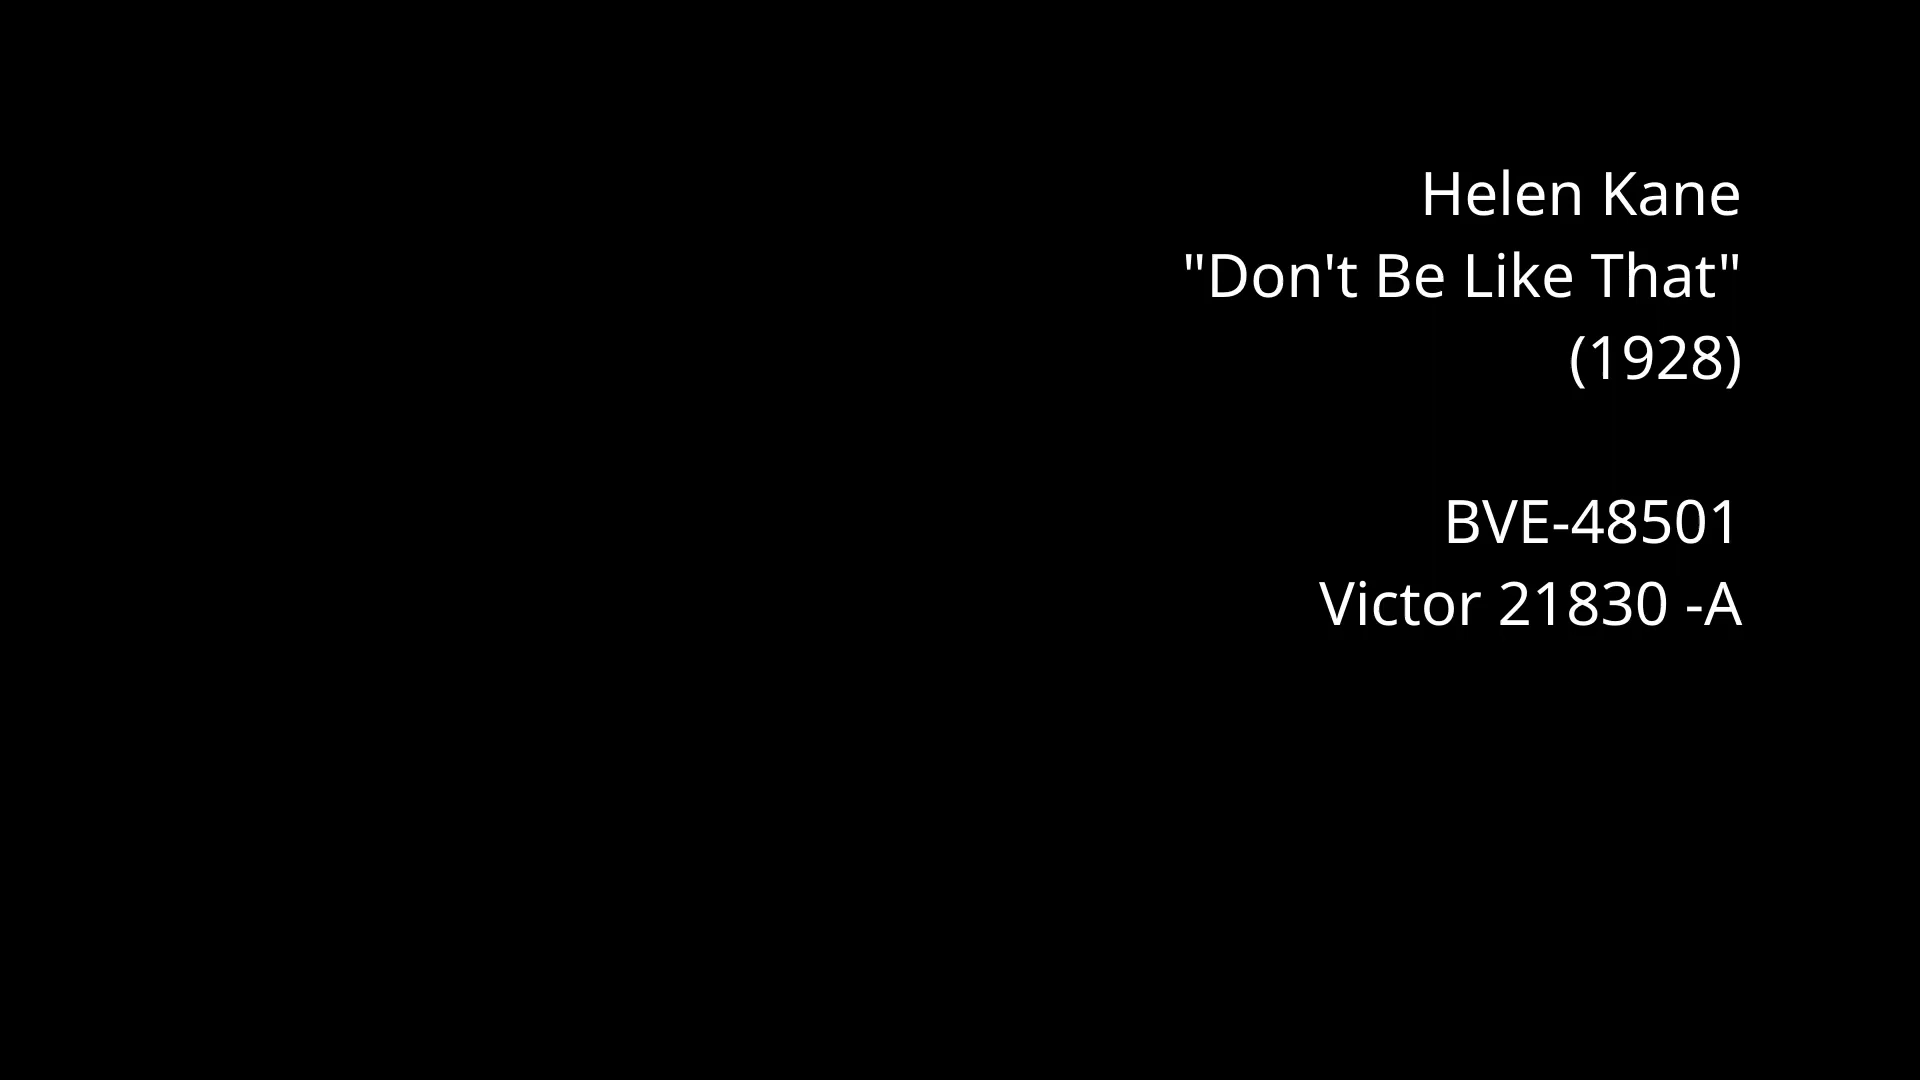 Helen Kane
"Don't Be Like That"
(1928)
BVE-48501
Victor 21830 -A